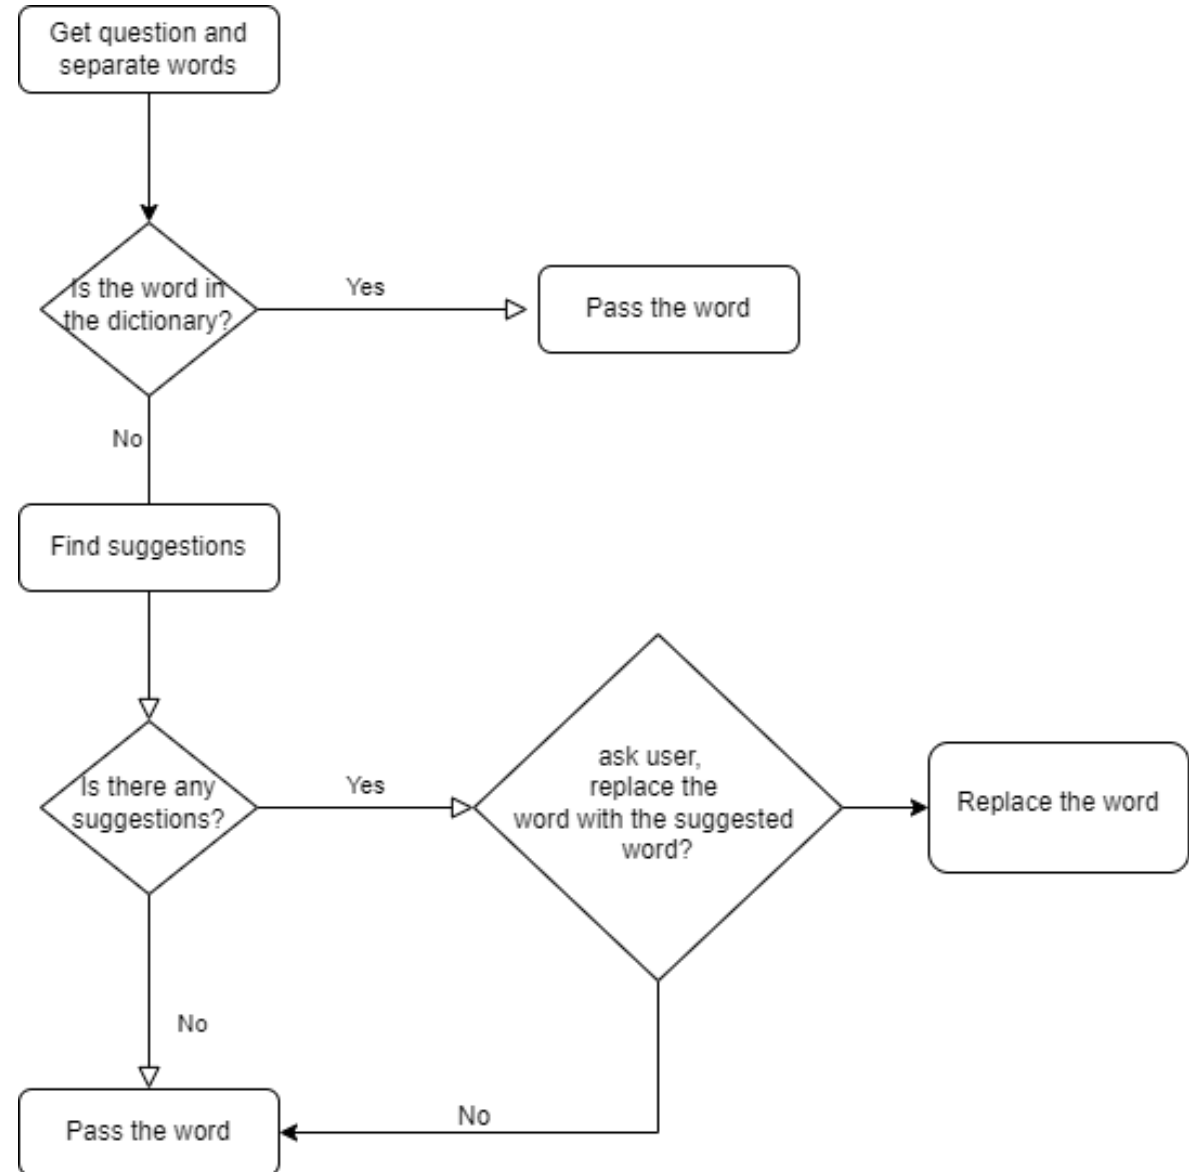 Get question and
separate words
Is the word in
the dictionary?
Yes
Pass the word
No
Find suggestions
Is there any
suggestions?
Yes
ask user,
replace the
word with the suggested
word?
Replace the word
No
Pass the word
No